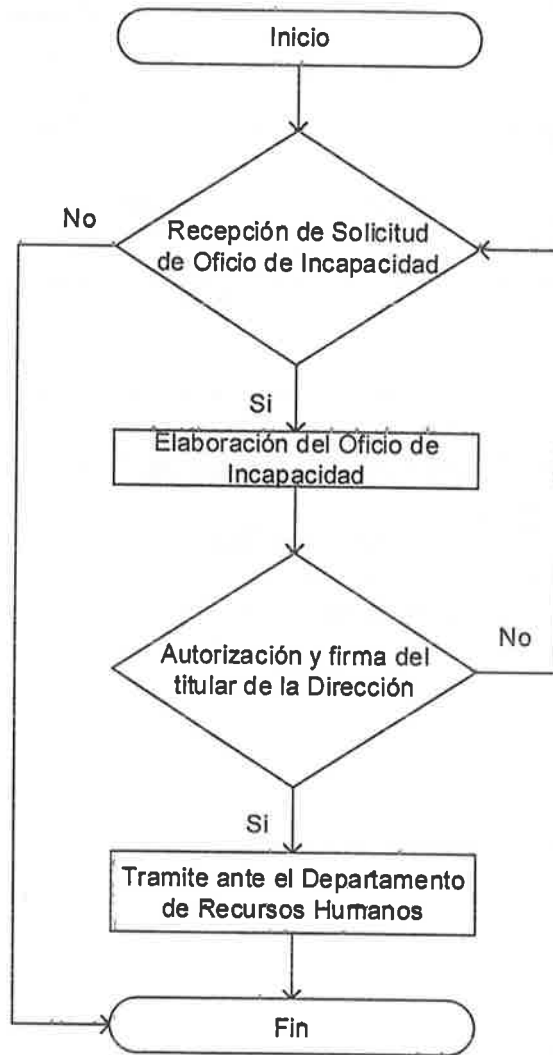 Inicio
No
Recepción de Solicitud
de Oficio de Incapacidad
Si
Elaboración del Oficio de
Incapacidad
Autorización y firma del
titular de la Dirección
No
Si
Tramite ante el Departamento
de Recursos Humanos
Fin